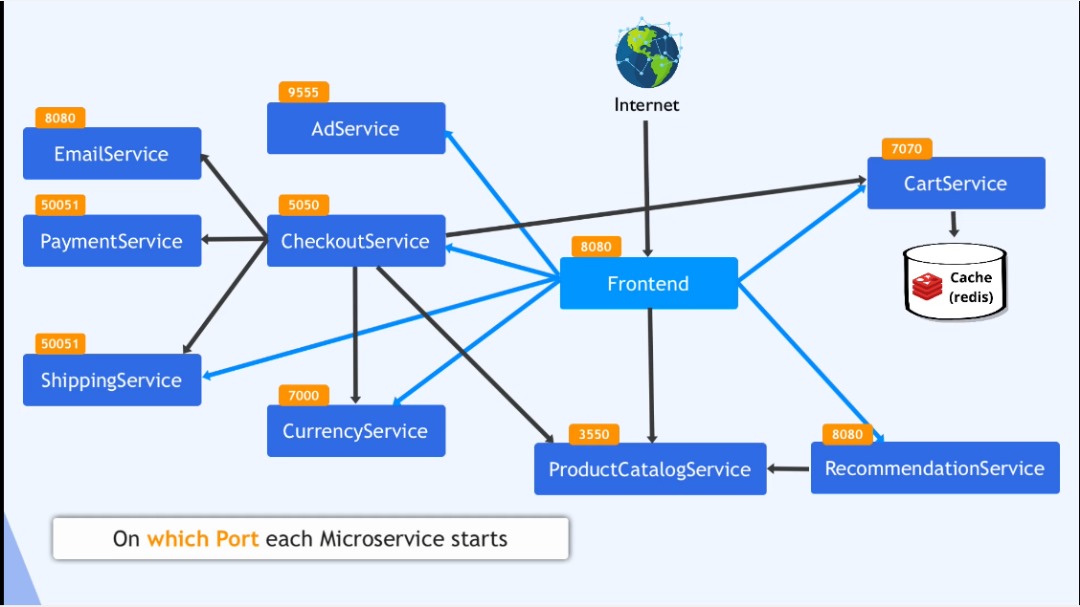 Internet
9555
AdService
8080
EmailService
7070
CartService
50051
PaymentService
5050
CheckoutService
8080
Frontend
Cache
(redis)
50051
ShippingService
7000
CurrencyService
3550
ProductCatalogService
8080
RecommendationService
On which Port each Microservice starts